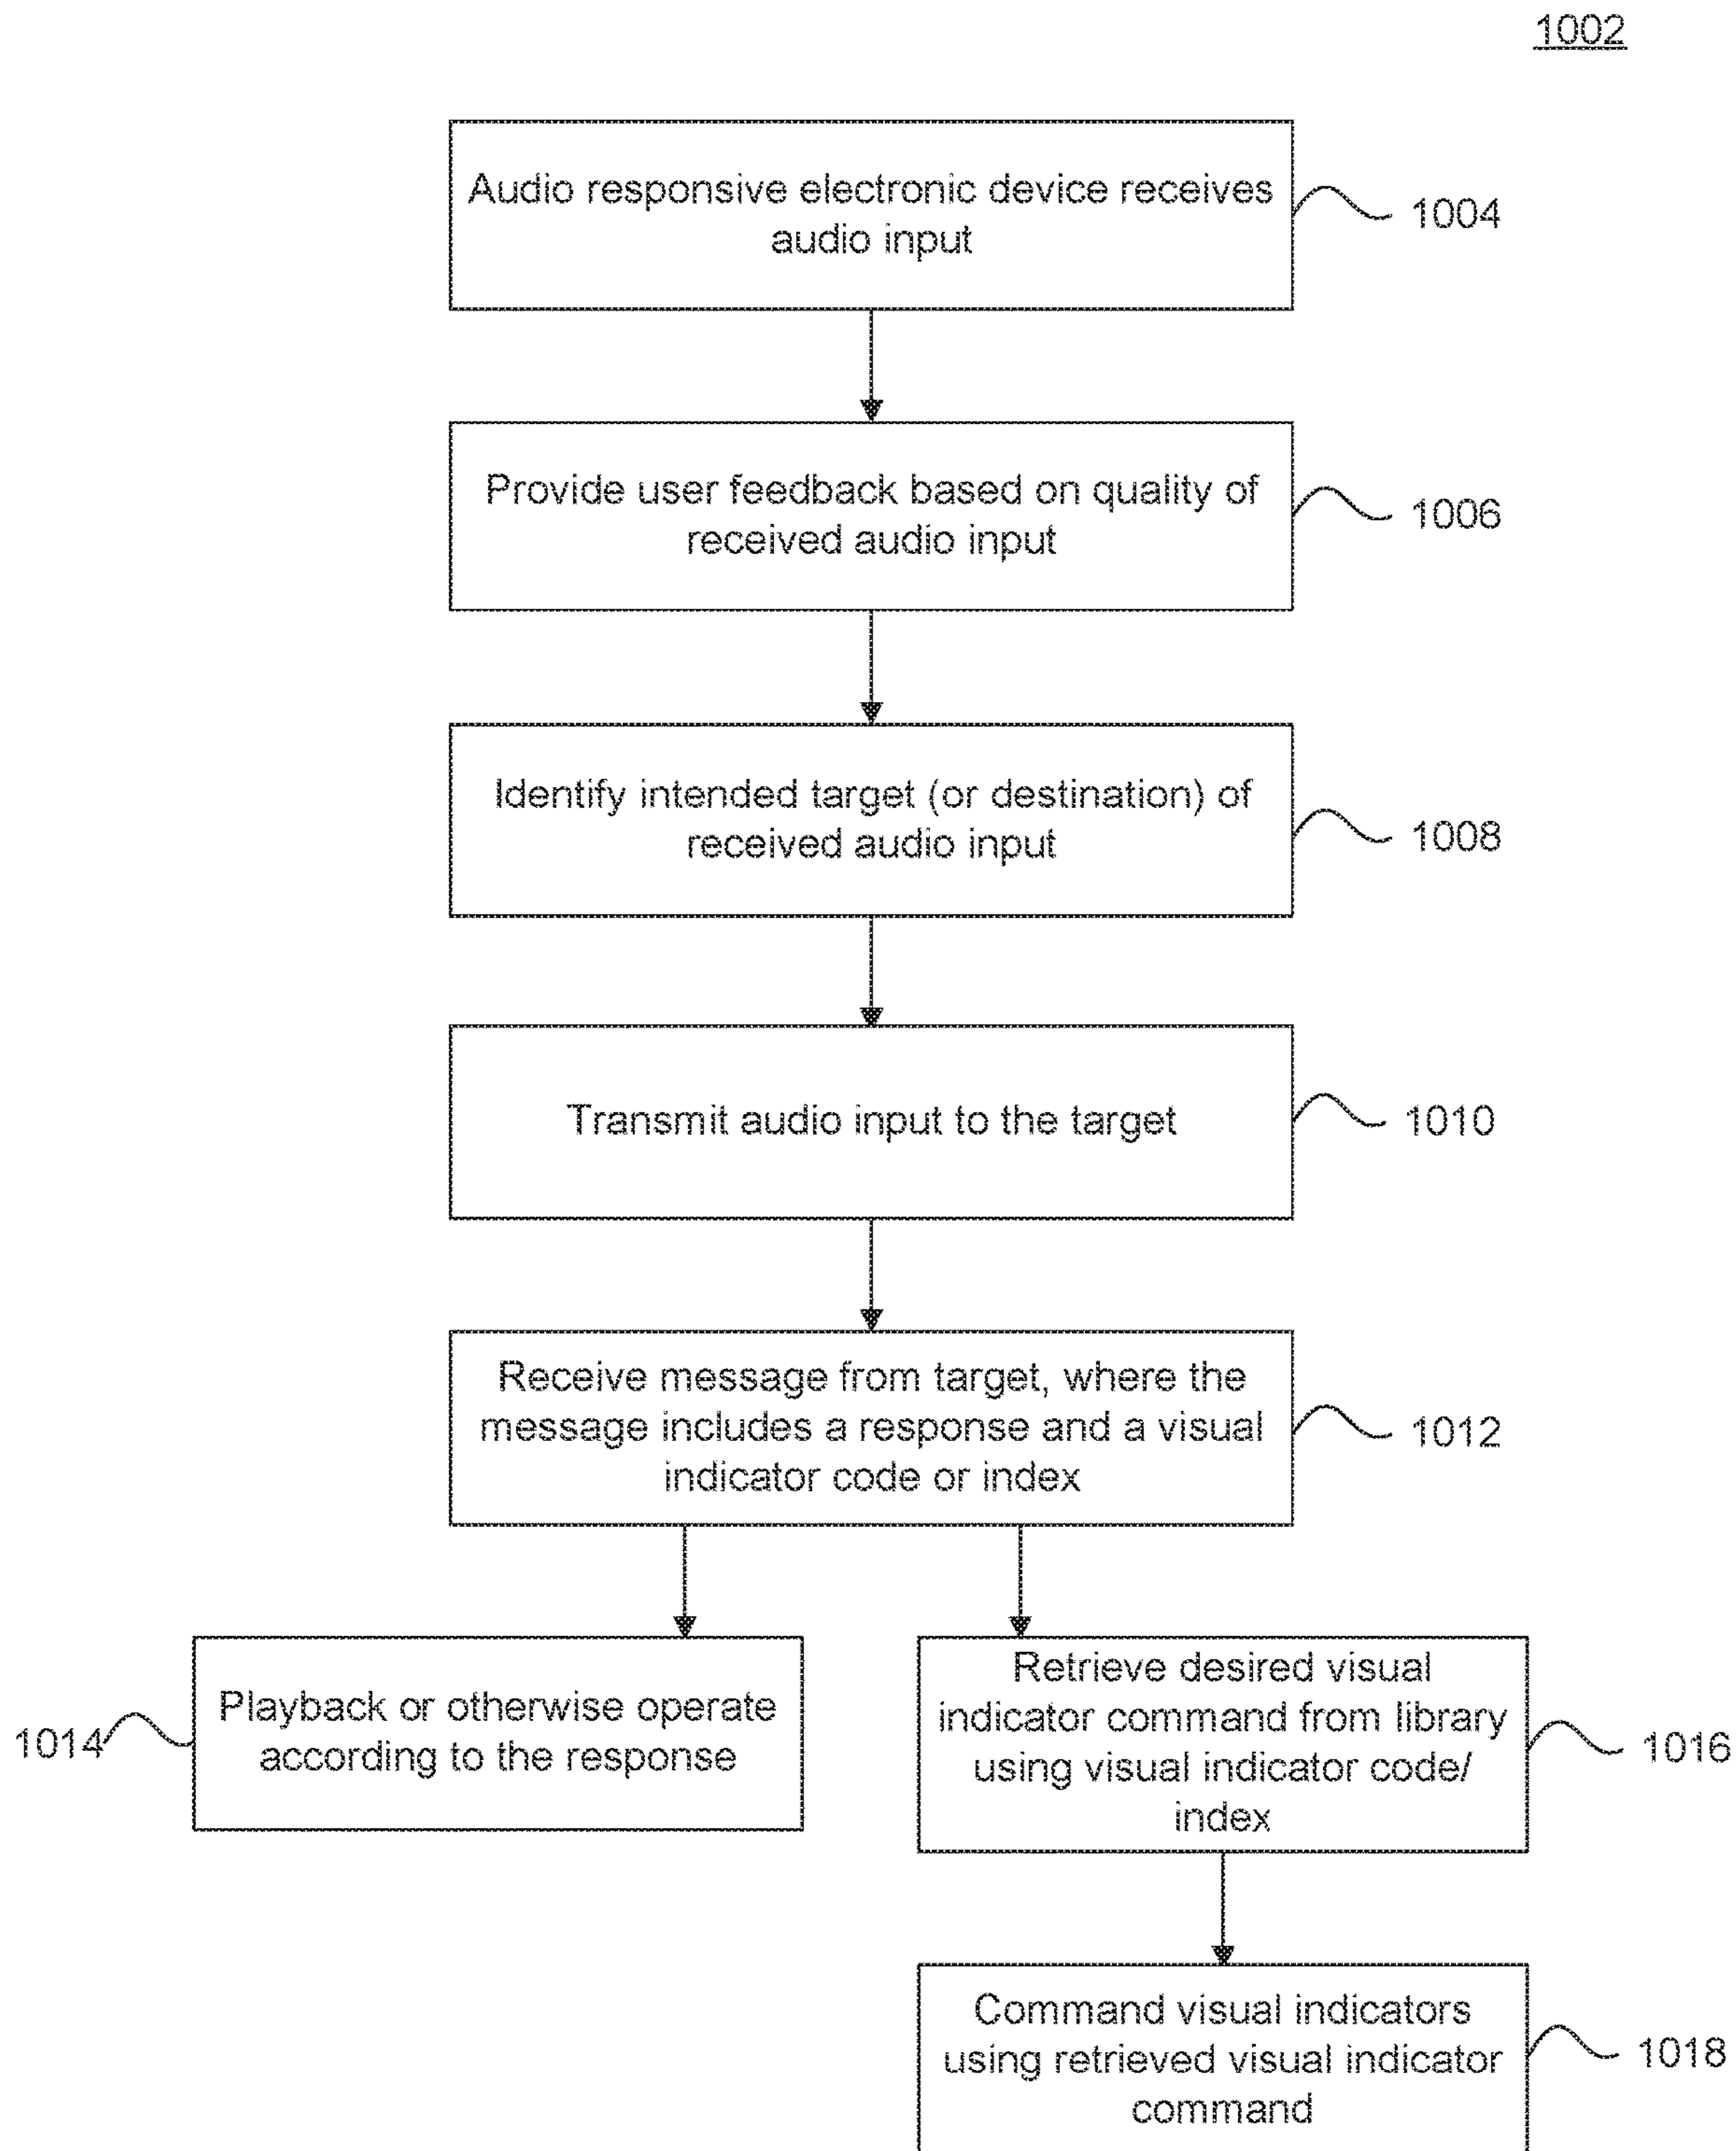 1002
Audio responsive electronic device receives
audio input
1004
Provide user feedback based on quality of
received audio input
1006
Identify intended target (or destination) of
received audio input
1008
Transmit audio input to the target
1010
Receive message from target, where the
message includes a response and a visual
indicator code or index
1012
Playback or otherwise operate
according to the response
1014
Retrieve desired visual
indicator command from library
using visual indicator code/
index
1016
Command visual indicators
using retrieved visual indicator
command
1018